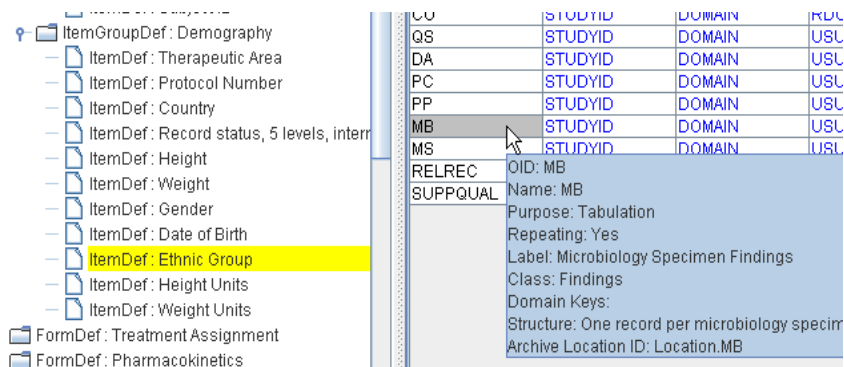 ItemGroupDef : Demography
ItemDef : Therapeutic Area
ItemDef : Protocol Number
ItemDef : Country
ItemDef : Record status, 5 levels, interr
ItemDef : Height
ItemDef : Weight
ItemDef : Gender
ItemDef : Date of Birth
ItemDef : Ethnic Group
ItemDef : Height Units
ItemDef : Weight Units
FormDef : Treatment Assignment
FormDef : Pharmacokinetics
STUDYID DOMAIN
QS STUDYID DOMAIN USU
DA STUDYID DOMAIN USU
PC STUDYID DOMAIN USU
PP STUDYID DOMAIN USU
MB STUDYID DOMAIN USU
MS STUDYID DOMAIN USU
RELREC
SUPPQUAL
OID: MB
Name: MB
Purpose: Tabulation
Repeating: Yes
Label: Microbiology Specimen Findings
Class: Findings
Domain Keys:
Structure: One record per microbiology specim
Archive Location ID: Location.MB